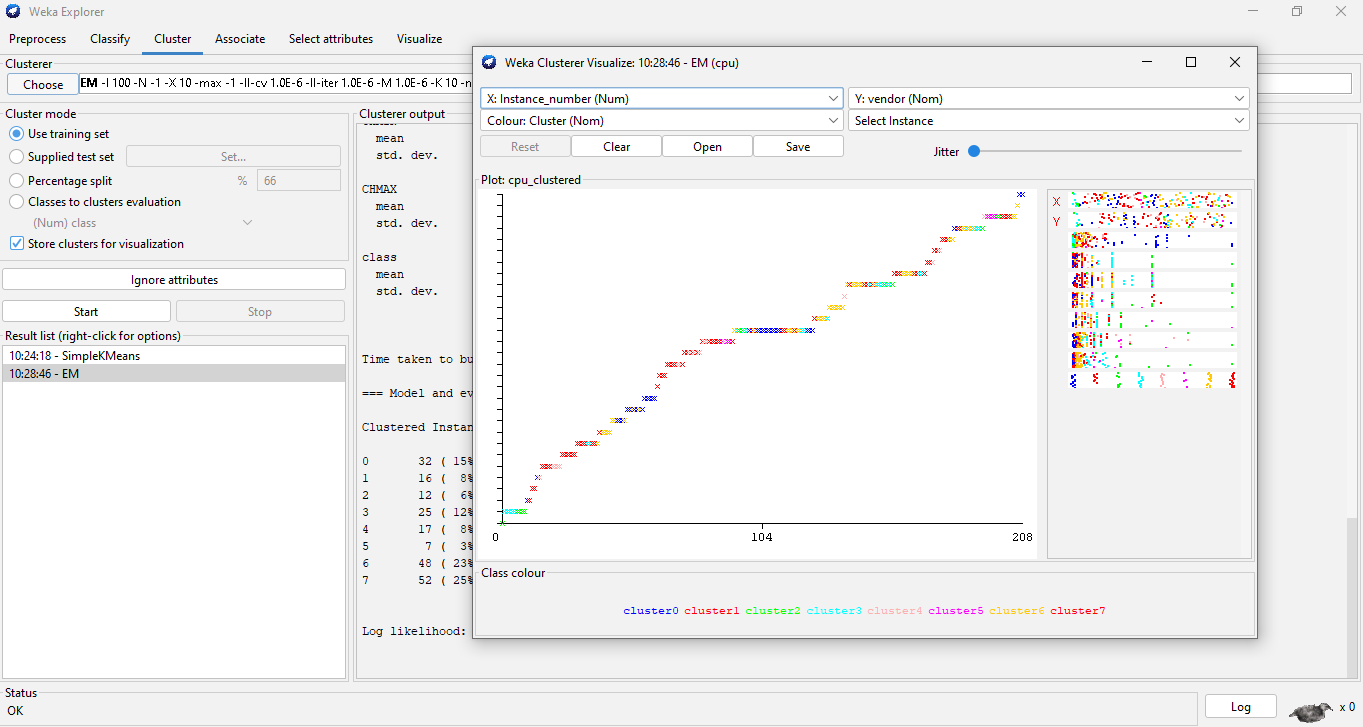 Weka Explorer
Preprocess Classify Cluster Associate Select attributes Visualize
Clusterer
Choose EM -I 100 -N -1 -X 10 -max -1 -ll-cv 1.0E-6 -ll-iter 1.0E-6 -M 1.0E-6 -K 10 -n
Cluster mode
Use training set
Supplied test set Set...
Percentage split % 66
Classes to clusters evaluation
(Num) class
Store clusters for visualization
Ignore attributes
Start Stop
Result list (right-click for options)
10:24:18 - SimpleKMeans
10:28:46 - EM
Clusterer output
mean
std. dev.
CHMAX
mean
std. dev.
class
mean
std. dev.
Time taken to bu
=== Model and ev
Clustered Instan
0 32 ( 15%
1 16 ( 8%
2 12 ( 6%
3 25 ( 12%
4 17 ( 8%
5 7 ( 3%
6 48 ( 23%
7 52 ( 25%
Log likelihood:
Weka Clusterer Visualize: 10:28:46 - EM (cpu)
X: Instance_number (Num) Y: vendor (Nom)
Colour: Cluster (Nom) Select Instance
Reset Clear Open Save Jitter
Plot: cpu_clustered
X
Y
0 104 208
Class colour
cluster0 cluster1 cluster2 cluster3 cluster4 cluster5 cluster6 cluster7
Status
OK
Log x 0